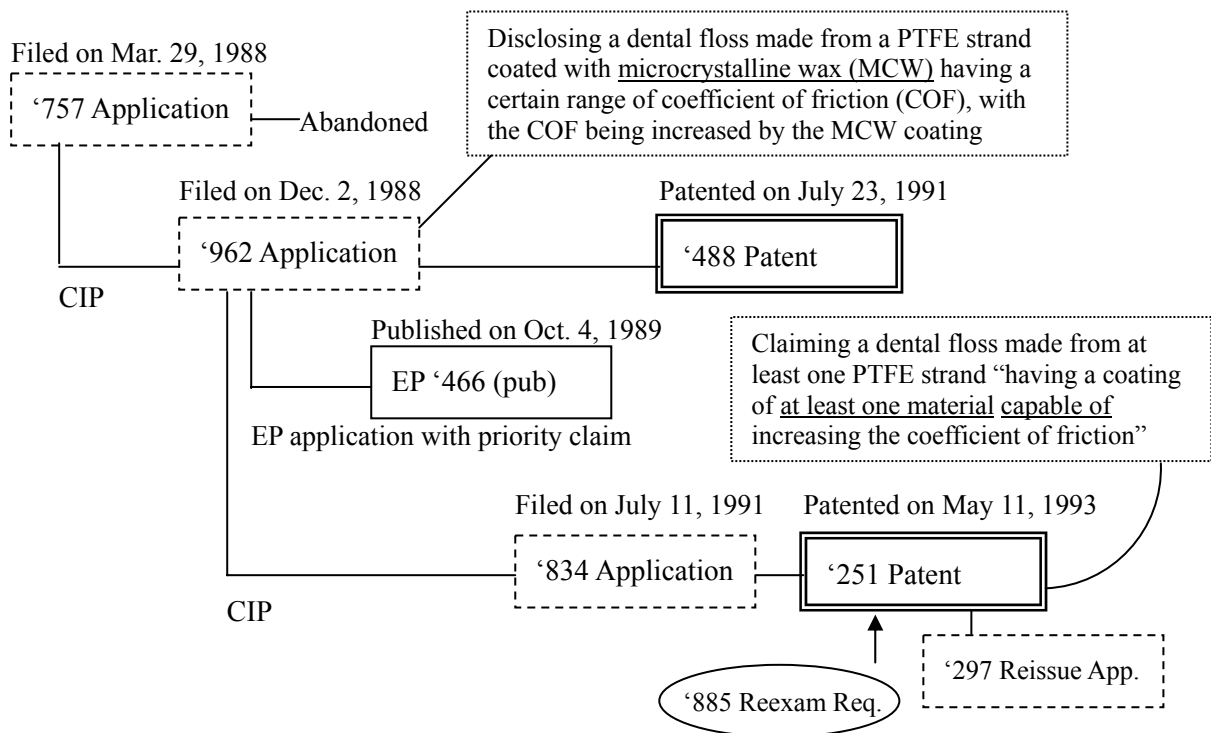 Filed on Mar. 29, 1988
‘757 Application
Abandoned
Disclosing a dental floss made from a PTFE strand
coated with microcrystalline wax (MCW) having a
certain range of coefficient of friction (COF), with
the COF being increased by the MCW coating
CIP
Filed on Dec. 2, 1988
‘962 Application
Patented on July 23, 1991
‘488 Patent
Published on Oct. 4, 1989
EP ‘466 (pub)
EP application with priority claim
Claiming a dental floss made from at
least one PTFE strand “having a coating
of at least one material capable of
increasing the coefficient of friction”
CIP
Filed on July 11, 1991
‘834 Application
Patented on May 11, 1993
‘251 Patent
‘885 Reexam Req.
‘297 Reissue App.